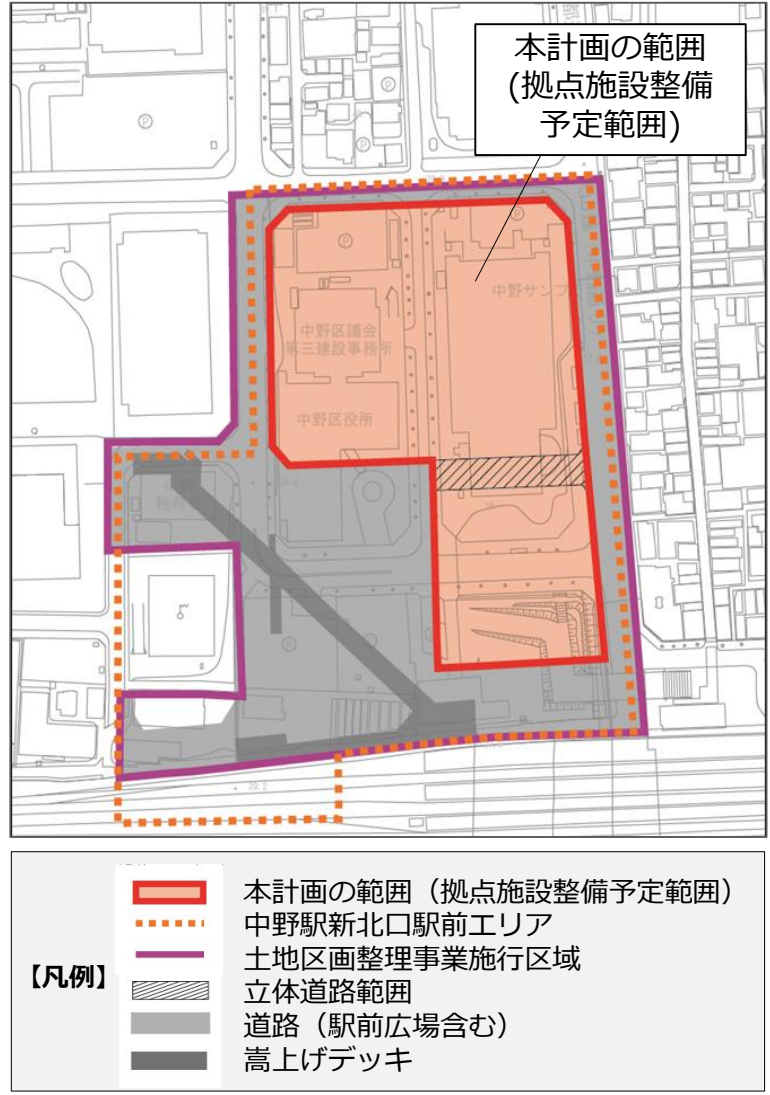 本計画の範囲
(拠点施設整備
予定範囲)
中野サンプ
中野区議会
第三建設事務所
中野区役所
39.2
【凡例】
本計画の範囲（拠点施設整備予定範囲）
中野駅新北口駅前エリア
土地区画整理事業施行区域
立体道路範囲
道路（駅前広場含む）
嵩上げデッキ